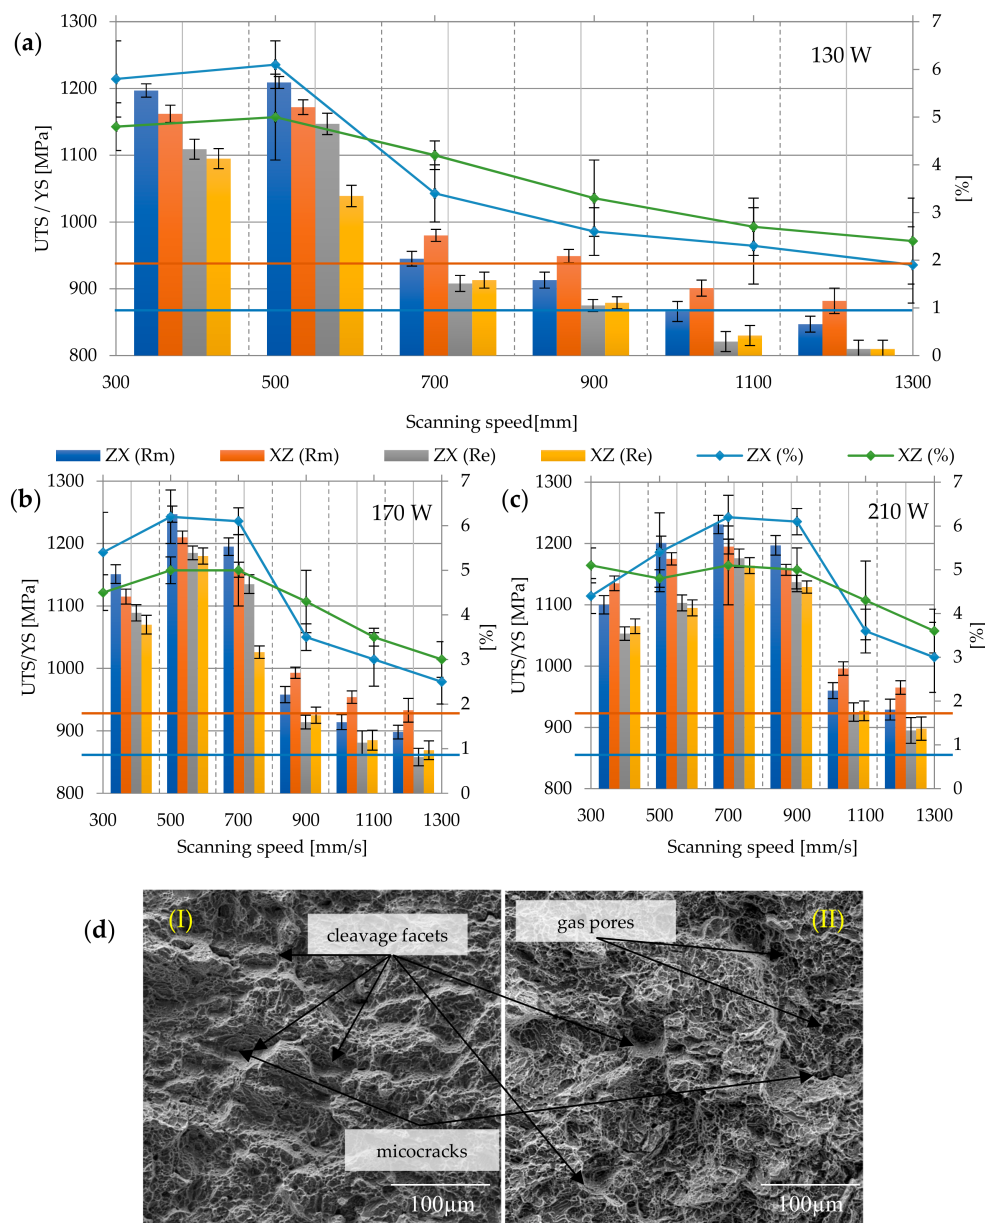 (a)
130 W
1300
1200
1100
1000
900
800
UTS / YS [MPa]
7
6
5
4
3
2
1
0
[%]
300 500 700 900 1100 1300
Scanning speed[mm]
ZX (Rm) XZ (Rm) ZX (Re) XZ (Re) ZX (%) XZ (%)
(b)
170 W
1300
1200
1100
1000
900
800
UTS/YS [MPa]
7
6
5
4
3
2
1
0
[%]
300 500 700 900 1100 1300
Scanning speed [mm/s]
(c)
210 W
1300
1200
1100
1000
900
800
UTS/YS [MPa]
7
6
5
4
3
2
1
0
[%]
300 500 700 900 1100 1300
Scanning speed [mm/s]
(d)
(I)
cleavage facets
micocracks
100µm
gas pores
(II)
100µm